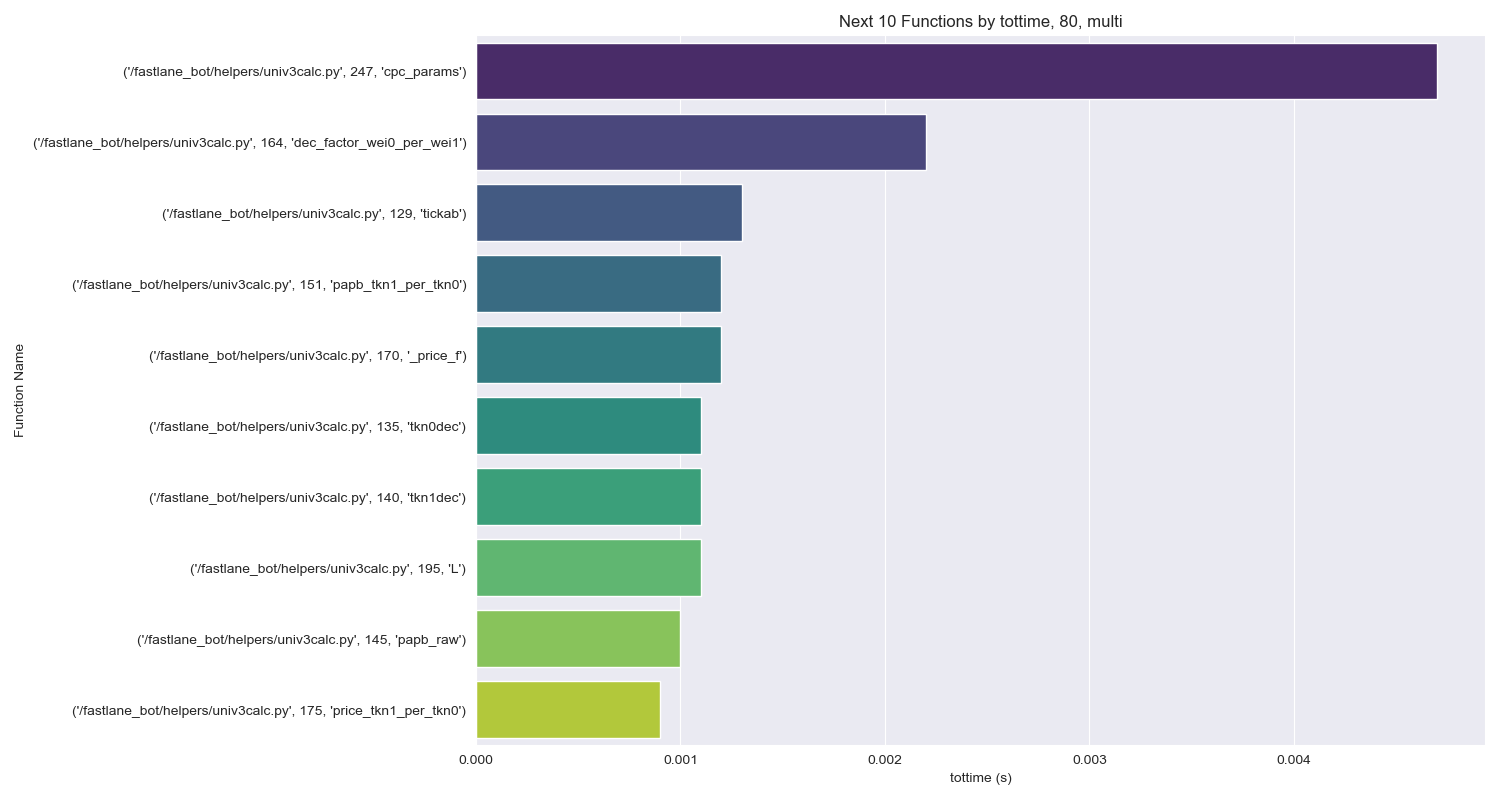 Next 10 Functions by tottime, 80, multi
('/fastlane_bot/helpers/univ3calc.py', 247, 'cpc_params')
('/fastlane_bot/helpers/univ3calc.py', 164, 'dec_factor_wei0_per_wei1')
('/fastlane_bot/helpers/univ3calc.py', 129, 'tickab')
('/fastlane_bot/helpers/univ3calc.py', 151, 'papb_tkn1_per_tkn0')
('/fastlane_bot/helpers/univ3calc.py', 170, '_price_f')
('/fastlane_bot/helpers/univ3calc.py', 135, 'tkn0dec')
('/fastlane_bot/helpers/univ3calc.py', 140, 'tkn1dec')
('/fastlane_bot/helpers/univ3calc.py', 195, 'L')
('/fastlane_bot/helpers/univ3calc.py', 145, 'papb_raw')
('/fastlane_bot/helpers/univ3calc.py', 175, 'price_tkn1_per_tkn0')
Function Name
0.000 0.001 0.002 0.003 0.004
tottime (s)